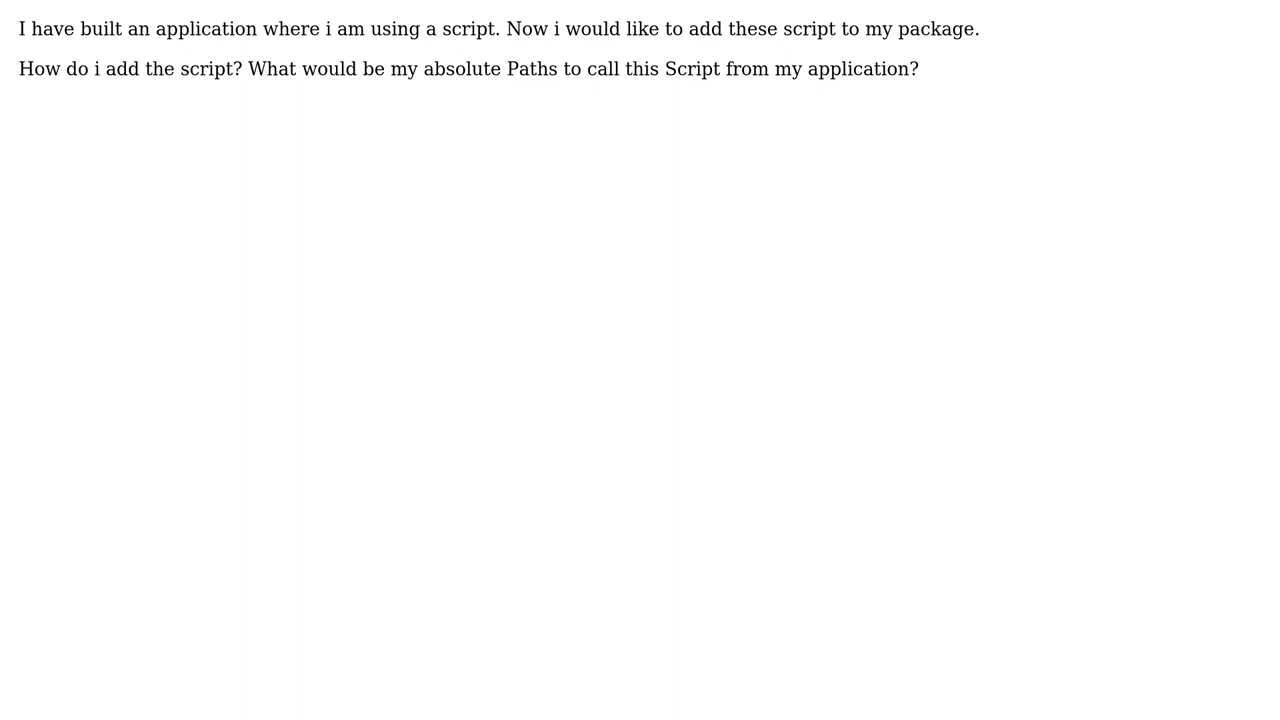 I have built an application where i am using a script. Now i would like to add these script to my package.
How do i add the script? What would be my absolute Paths to call this Script from my application?